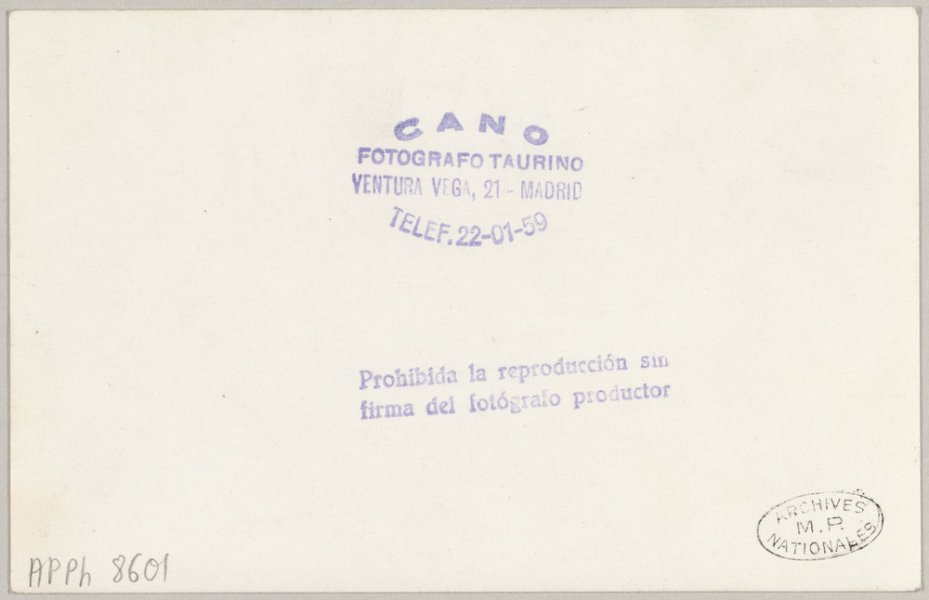 CANO
FOTOGRAFO TAURINO
VENTURA VEGA, 21 - MADRID
TELEF. 22-01-59
Prohibida la reproducción sin
firma del fotógrafo productor
ARCHIVES
M.P.
NATIONALES
APPh 8601